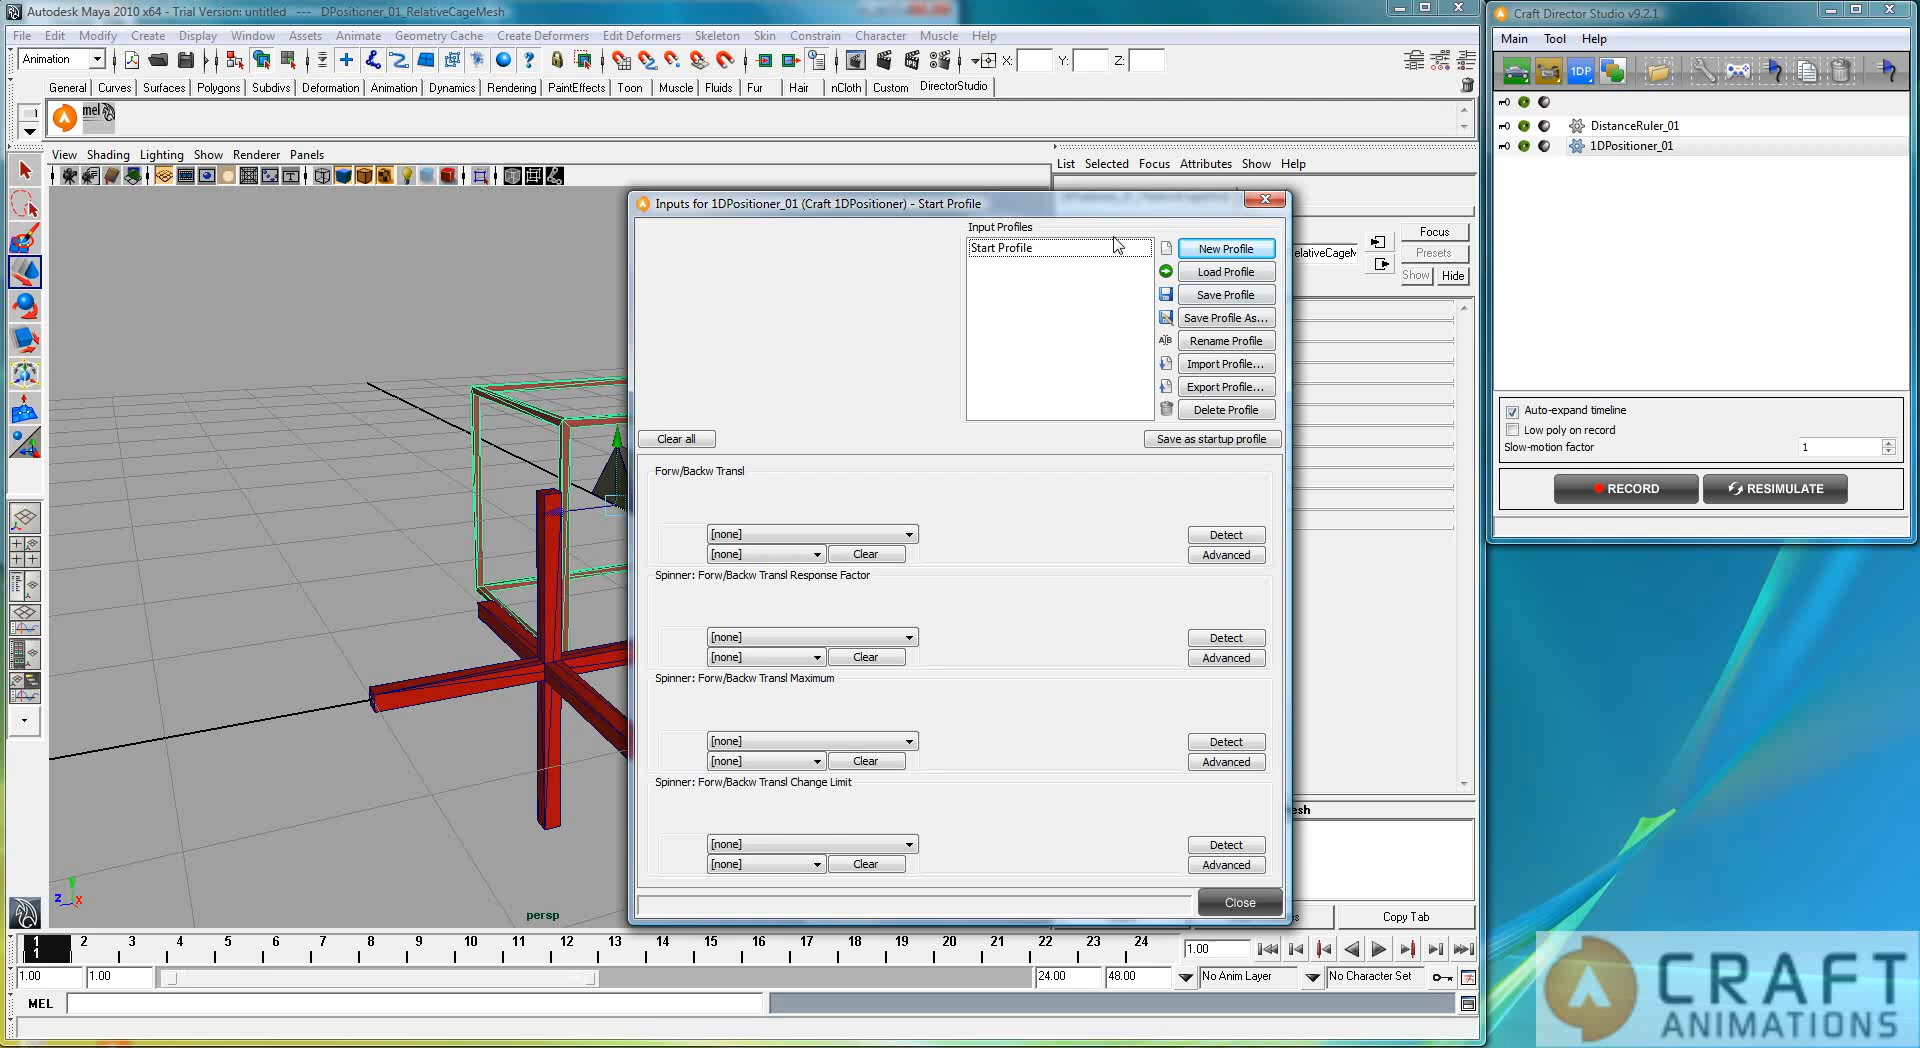 Autodesk Maya 2010 x64 - Trial Version: untitled --- DPositioner_01_RelativeCageMesh
File Edit Modify Create Display Window Assets Animate Geometry Cache Create Deformers Edit Deformers Skeleton Skin Constrain Character Muscle Help
Animation X: Y: Z:
General Curves Surfaces Polygons Subdivs Deformation Animation Dynamics Rendering PaintEffects Toon Muscle Fluids Fur Hair nCloth Custom DirectorStudio
mel
View Shading Lighting Show Renderer Panels
List Selected Focus Attributes Show Help
Focus
Presets
Show Hide
Inputs for 1DPositioner_01 (Craft 1DPositioner) - Start Profile
Input Profiles
Start Profile
New Profile
Load Profile
Save Profile
Save Profile As...
Rename Profile
Import Profile...
Export Profile...
Delete Profile
Clear all
Save as startup profile
Forw/Backw Transl
[none] Detect
[none] Clear Advanced
Spinner: Forw/Backw Transl Response Factor
[none] Detect
[none] Clear Advanced
Spinner: Forw/Backw Transl Maximum
[none] Detect
[none] Clear Advanced
Spinner: Forw/Backw Transl Change Limit
[none] Detect
[none] Clear Advanced
Close
Copy Tab
persp
z y x
1 2 3 4 5 6 7 8 9 10 11 12 13 14 15 16 17 18 19 20 21 22 23 24
1
1.00
1.00 1.00 24.00 48.00 No Anim Layer No Character Set
MEL
Craft Director Studio v9.2.1
Main Tool Help
1DP
DistanceRuler_01
1DPositioner_01
Auto-expand timeline
Low poly on record
Slow-motion factor 1
RECORD RESIMULATE
CRAFT
ANIMATIONS